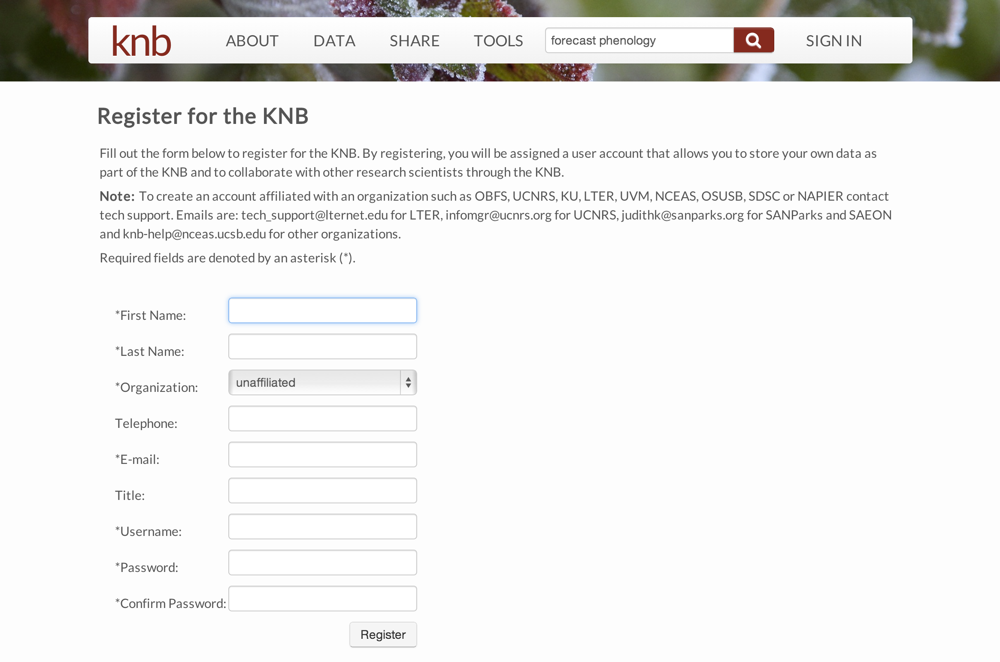 knb
ABOUT DATA SHARE TOOLS forecast phenology SIGN IN
Register for the KNB
Fill out the form below to register for the KNB. By registering, you will be assigned a user account that allows you to store your own data as
part of the KNB and to collaborate with other research scientists through the KNB.
Note: To create an account affiliated with an organization such as OBFS, UCNRS, KU, LTER, UVM, NCEAS, OSUSB, SDSC or NAPIER contact
tech support. Emails are: tech_support@lternet.edu for LTER, infomgr@ucnrs.org for UCNRS, judithk@sanparks.org for SANParks and SAEON
and knb-help@nceas.ucsb.edu for other organizations.
Required fields are denoted by an asterisk (*).
*First Name:
*Last Name:
*Organization: unaffiliated
Telephone:
*E-mail:
Title:
*Username:
*Password:
*Confirm Password:
Register